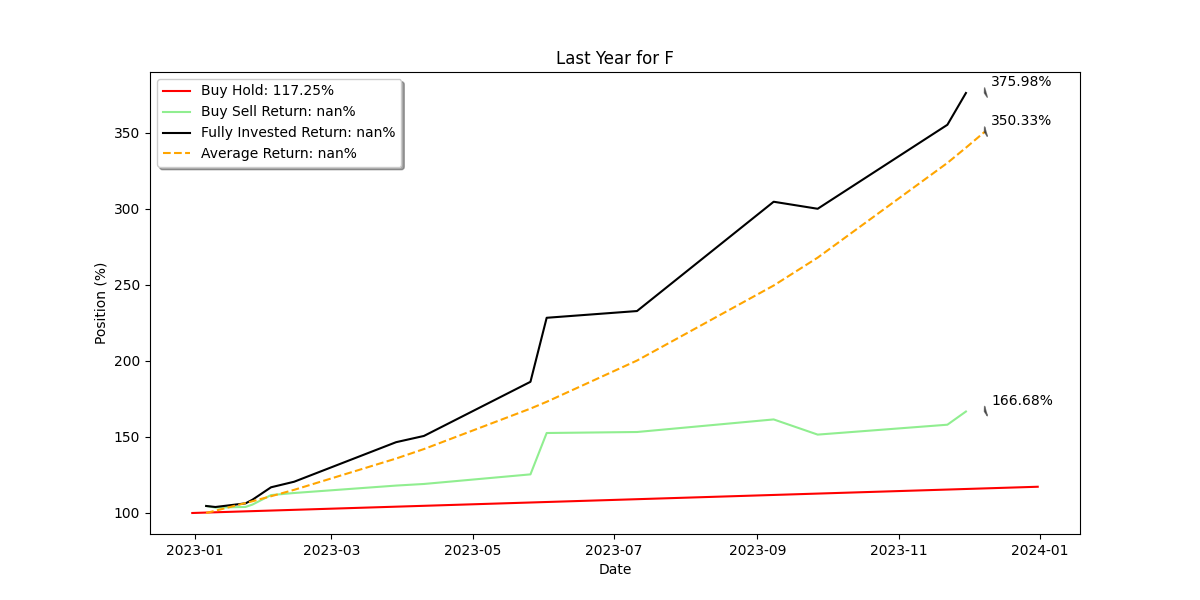 Last Year for F
375.98%
Buy Hold: 117.25%
Buy Sell Return: nan%
Fully Invested Return: nan%
Average Return: nan%
350.33%
350
300
250
200
150
100
Position (%)
166.68%
2023-01
2023-03
2023-05
2023-07
2023-09
2023-11
2024-01
Date